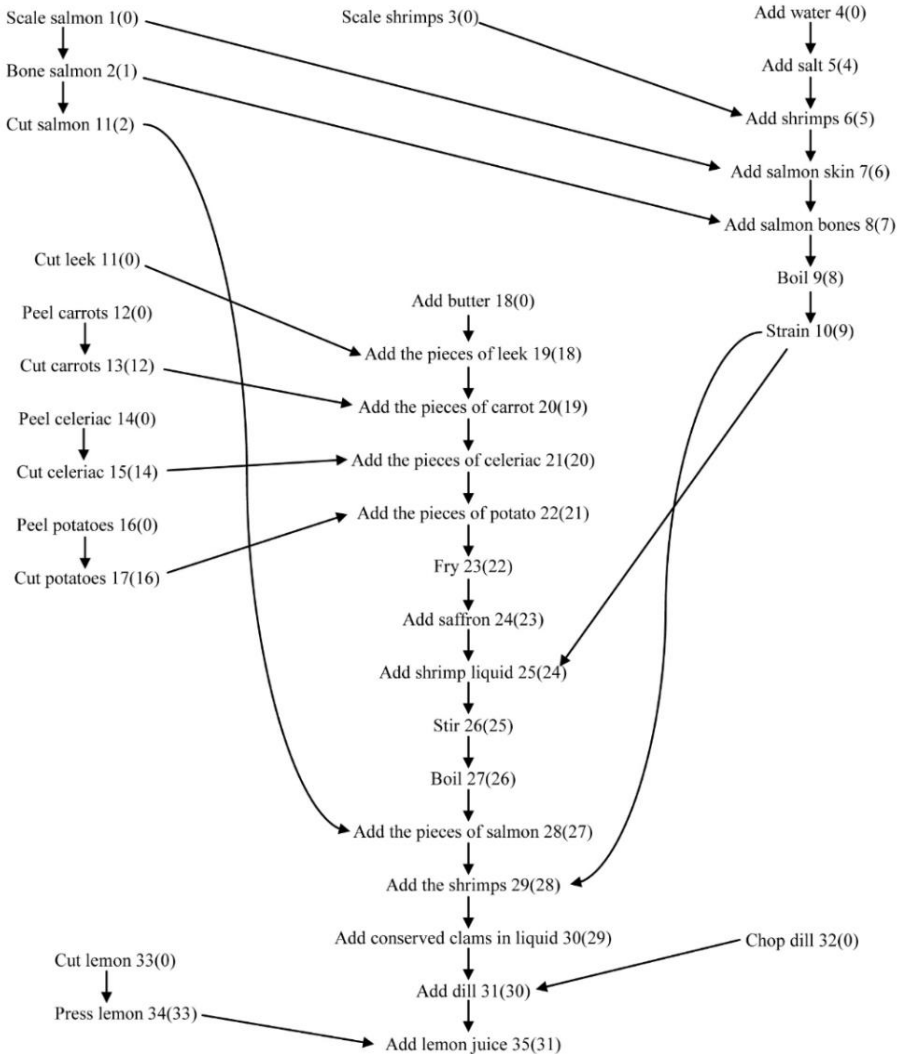 Scale salmon 1(0)
Scale shrimps 3(0)
Add water 4(0)
Bone salmon 2(1)
Add salt 5(4)
Cut salmon 11(2)
Add shrimps 6(5)
Add salmon skin 7(6)
Add salmon bones 8(7)
Cut leek 11(0)
Boil 9(8)
Peel carrots 12(0)
Add butter 18(0)
Strain 10(9)
Cut carrots 13(12)
Add the pieces of leek 19(18)
Peel celeriac 14(0)
Add the pieces of carrot 20(19)
Cut celeriac 15(14)
Add the pieces of celeriac 21(20)
Peel potatoes 16(0)
Add the pieces of potato 22(21)
Cut potatoes 17(16)
Fry 23(22)
Add saffron 24(23)
Add shrimp liquid 25(24)
Stir 26(25)
Boil 27(26)
Add the pieces of salmon 28(27)
Add the shrimps 29(28)
Add conserved clams in liquid 30(29)
Chop dill 32(0)
Cut lemon 33(0)
Add dill 31(30)
Press lemon 34(33)
Add lemon juice 35(31)